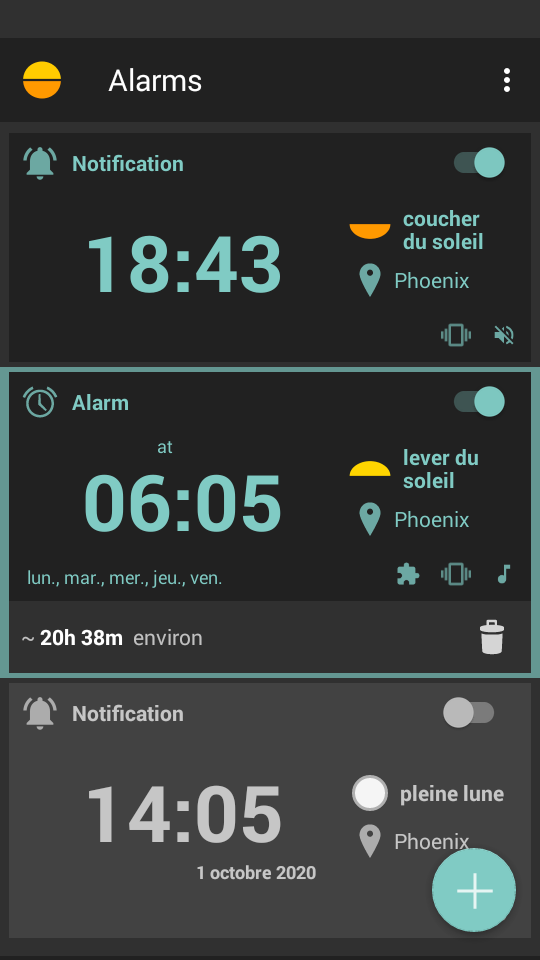 Alarms
Notification
18:43
coucher
du soleil
Phoenix
Alarm
at
06:05
lever du
soleil
Phoenix
lun., mar., mer., jeu., ven.
~ 20h 38m environ
Notification
14:05
pleine lune
Phoenix
1 octobre 2020